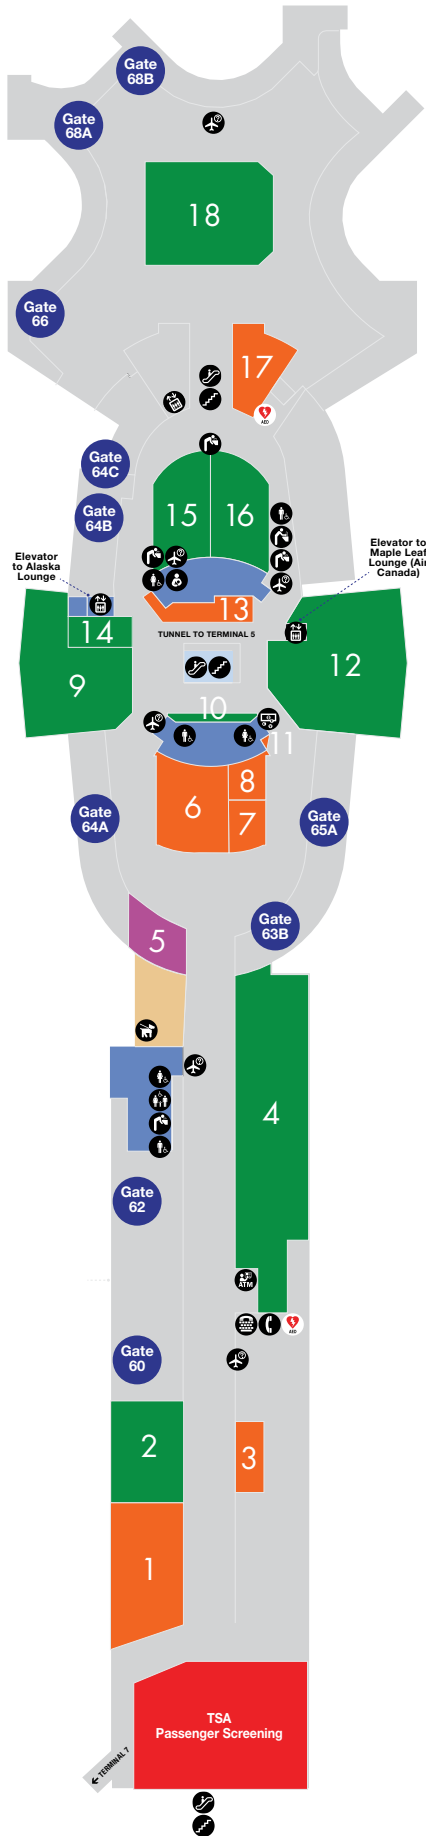 Gate
68B
Gate
68A
18
Gate
66
17
AED
Gate
64C
15
16
Gate
64B
Elevator
to Alaska
Lounge
Elevator to
Maple Leaf
Lounge (Air
Canada)
13
14
TUNNEL TO TERMINAL 5
9
12
10
11
6
8
7
Gate
64A
Gate
65A
Gate
63B
5
4
Gate
62
ATM
AED
Gate
60
2
3
1
TSA
Passenger Screening
← TERMINAL 7